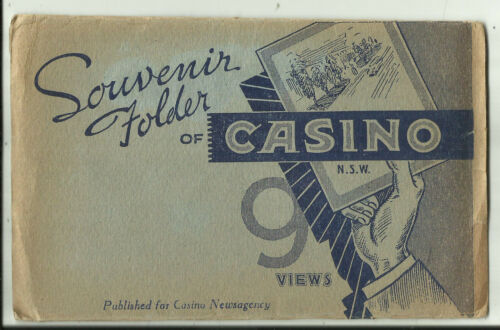 Souvenir
Folder
OF CASINO
N.S.W.
9
VIEWS
Published for Casino Newsagency